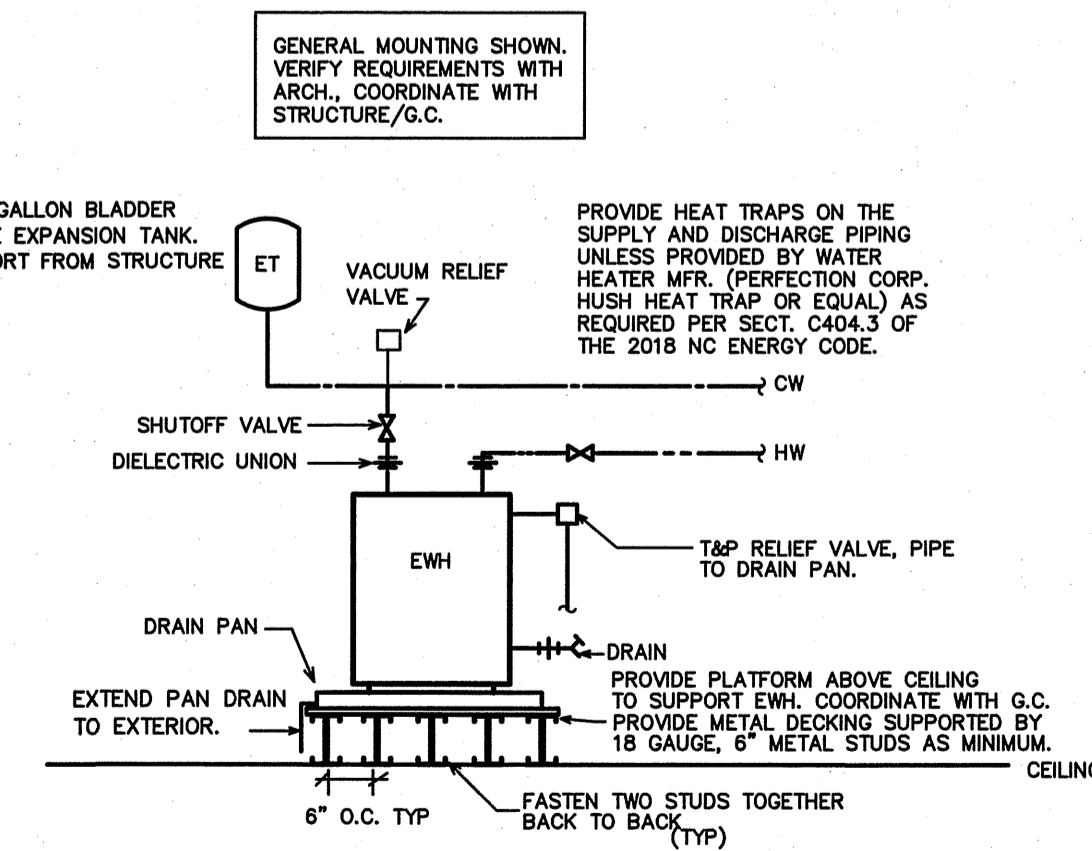 GENERAL MOUNTING SHOWN.
VERIFY REQUIREMENTS WITH
ARCH., COORDINATE WITH
STRUCTURE/G.C.
GALLON BLADDER
EXPANSION TANK.
FROM STRUCTURE
ET
VACUUM RELIEF
VALVE
PROVIDE HEAT TRAPS ON THE
SUPPLY AND DISCHARGE PIPING
UNLESS PROVIDED BY WATER
HEATER MFR. (PERFECTION CORP.
HUSH HEAT TRAP OR EQUAL) AS
REQUIRED PER SECT. C404.3 OF
THE 2018 NC ENERGY CODE.
CW
SHUTOFF VALVE
HW
DIELECTRIC UNION
EWH
T&P RELIEF VALVE, PIPE
TO DRAIN PAN.
DRAIN PAN
DRAIN
EXTEND PAN DRAIN
TO EXTERIOR.
PROVIDE PLATFORM ABOVE CEILING
TO SUPPORT EWH. COORDINATE WITH G.C.
PROVIDE METAL DECKING SUPPORTED BY
18 GAUGE, 6" METAL STUDS AS MINIMUM.
CEILING
6" O.C. TYP
FASTEN TWO STUDS TOGETHER
BACK TO BACK
(TYP)